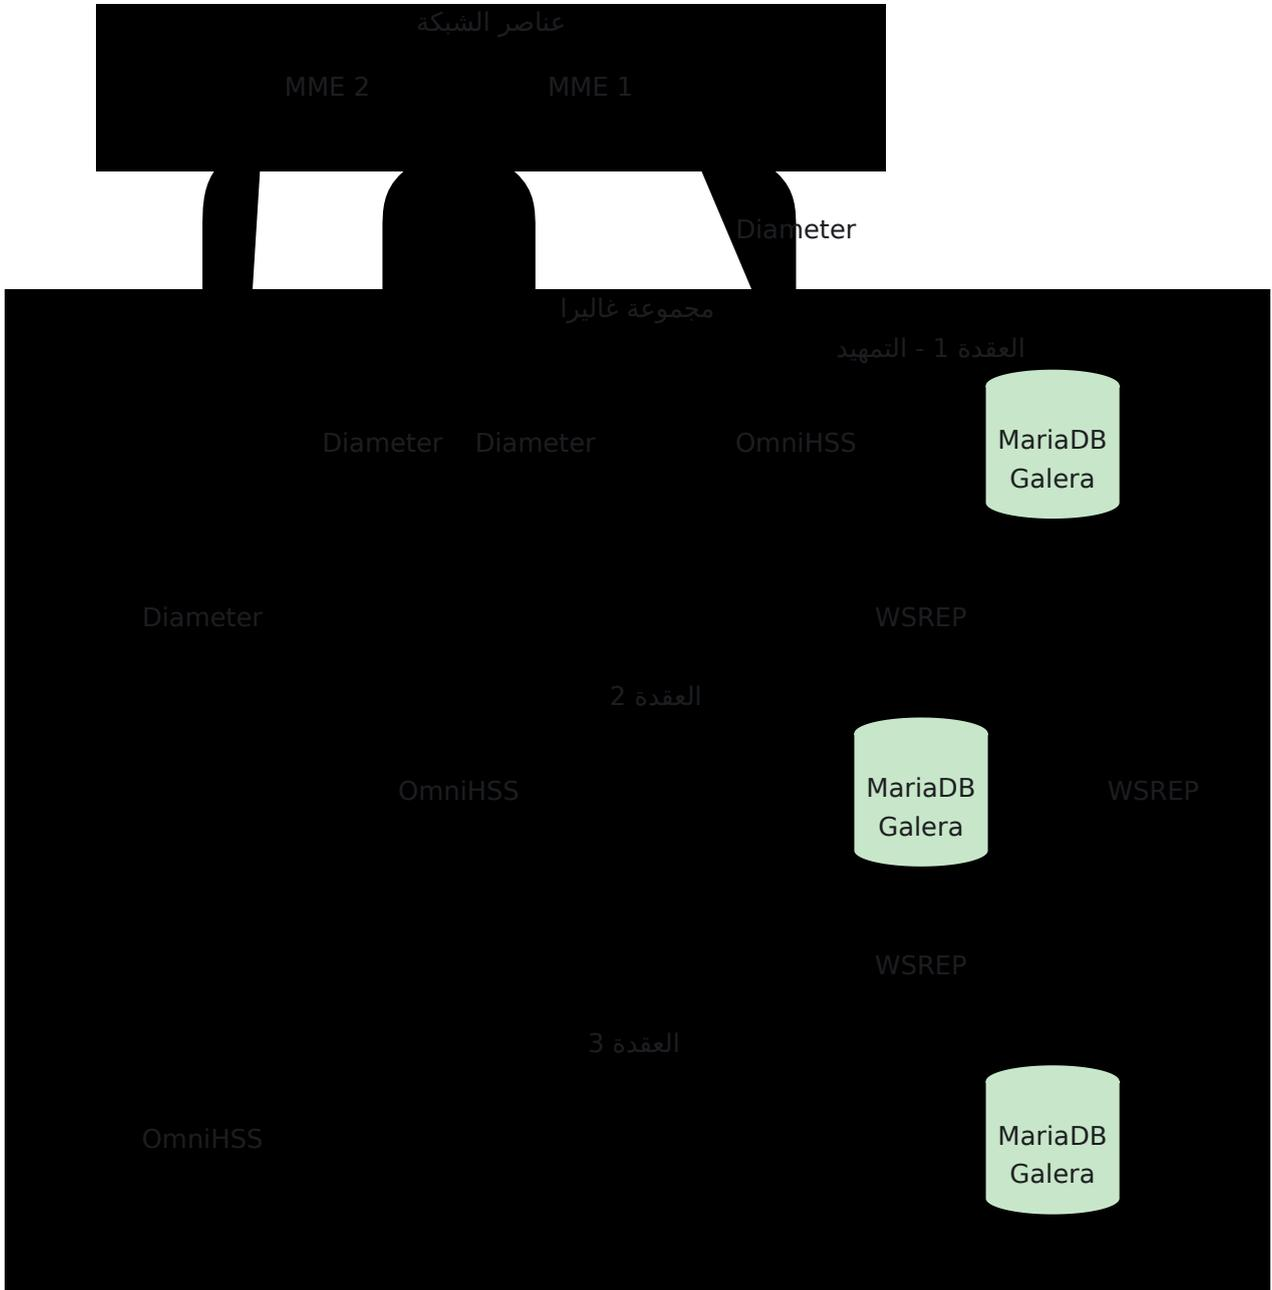 عناصر الشبكة
MME 2
MME 1
Diameter
مجموعة غاليرا
العقدة 1 - التمهيد
Diameter
Diameter
OmniHSS
MariaDB
Galera
Diameter
WSREP
العقدة 2
OmniHSS
MariaDB
Galera
WSREP
WSREP
العقدة 3
OmniHSS
MariaDB
Galera